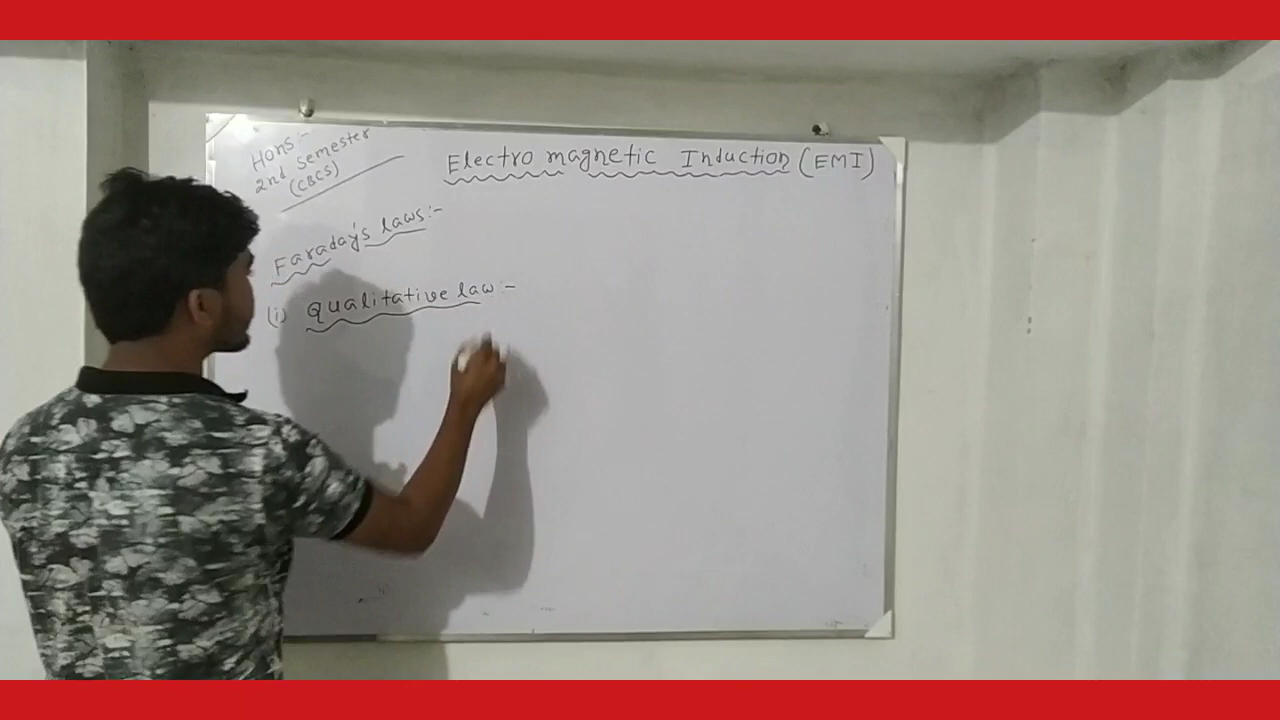 Hons:-
2nd Semester
(CBCS)
Electro magnetic Induction (EMI)
Faraday's laws:-
(i) Qualitative law:-